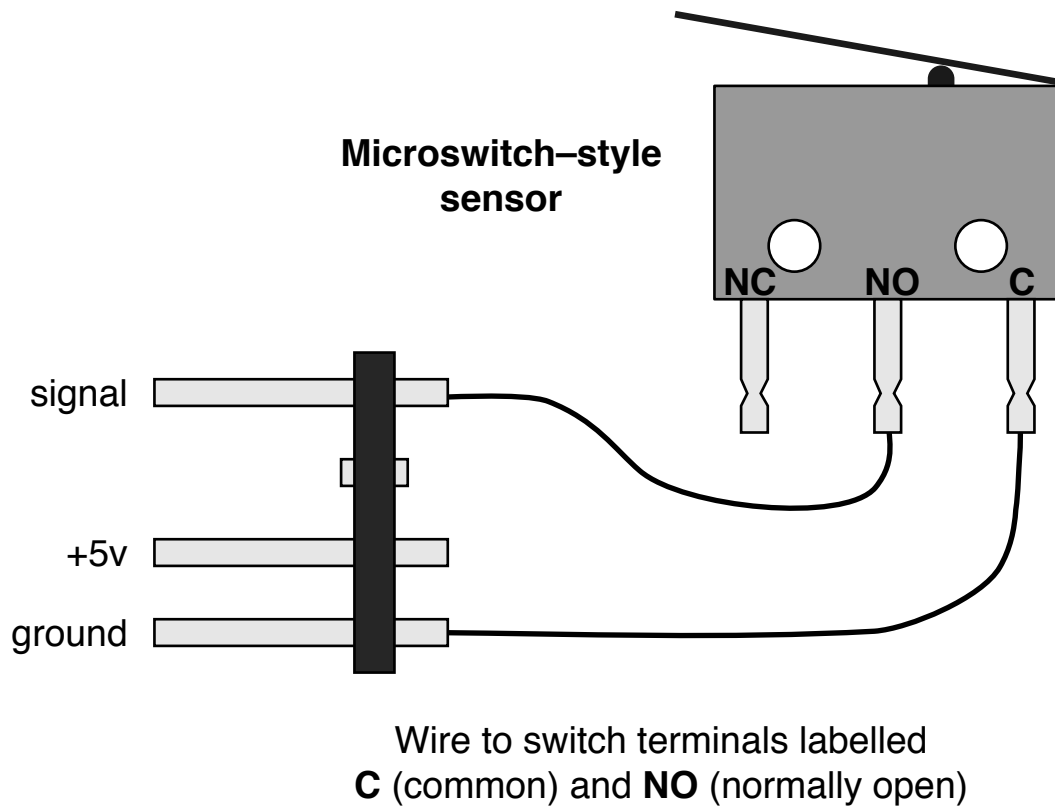 Microswitch–style
sensor
NC NO C
signal
+5v
ground
Wire to switch terminals labelled
C (common) and NO (normally open)